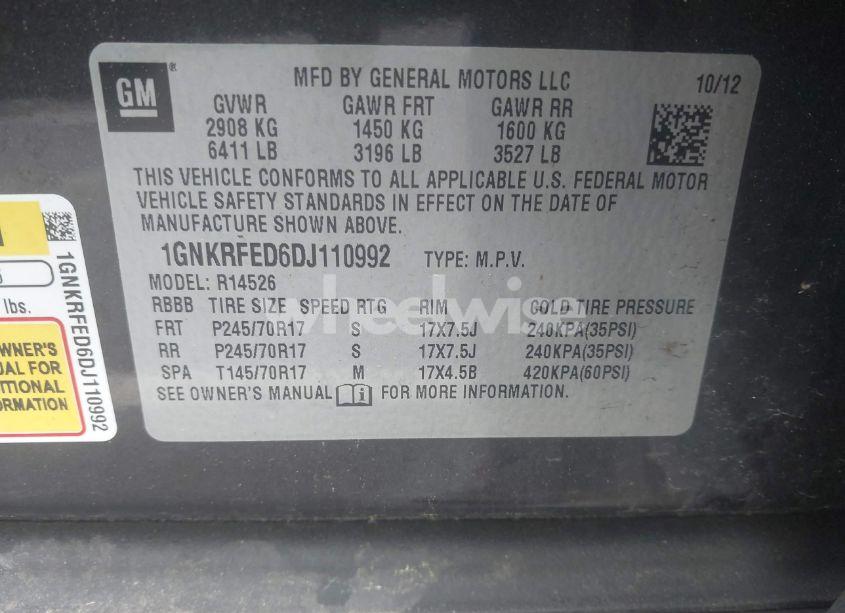 GM
MFD BY GENERAL MOTORS LLC 10/12
GVWR GAWR FRT GAWR RR
2908 KG 1450 KG 1600 KG
6411 LB 3196 LB 3527 LB
THIS VEHICLE CONFORMS TO ALL APPLICABLE U.S. FEDERAL MOTOR
VEHICLE SAFETY STANDARDS IN EFFECT ON THE DATE OF
MANUFACTURE SHOWN ABOVE.
1GNKRFED6DJ110992 TYPE: M.P.V.
MODEL: R14526
RBBB TIRE SIZE SPEED RTG RIM COLD TIRE PRESSURE
FRT P245/70R17 S 17X7.5J 240KPA(35PSI)
RR P245/70R17 S 17X7.5J 240KPA(35PSI)
SPA T145/70R17 M 17X4.5B 420KPA(60PSI)
SEE OWNER'S MANUAL FOR MORE INFORMATION.
wheelwise
1GNKRFED6DJ110992
lbs.
OWNER'S
FOR